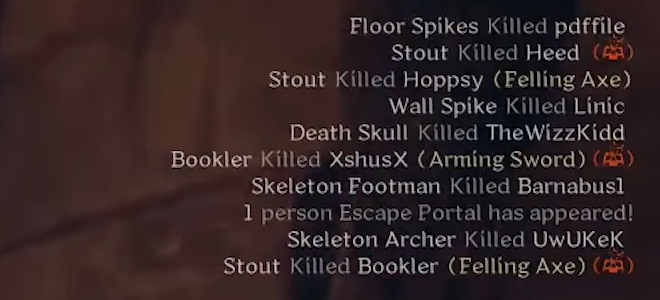 Floor Spikes Killed pdffile
Stout Killed Heed
Stout Killed Hoppsy (Felling Axe)
Wall Spike Killed Linic
Death Skull Killed TheWizzKidd
Bookler Killed XshusX (Arming Sword)
Skeleton Footman Killed Barnabus1
1 person Escape Portal has appeared!
Skeleton Archer Killed UwUKeK
Stout Killed Bookler (Felling Axe)